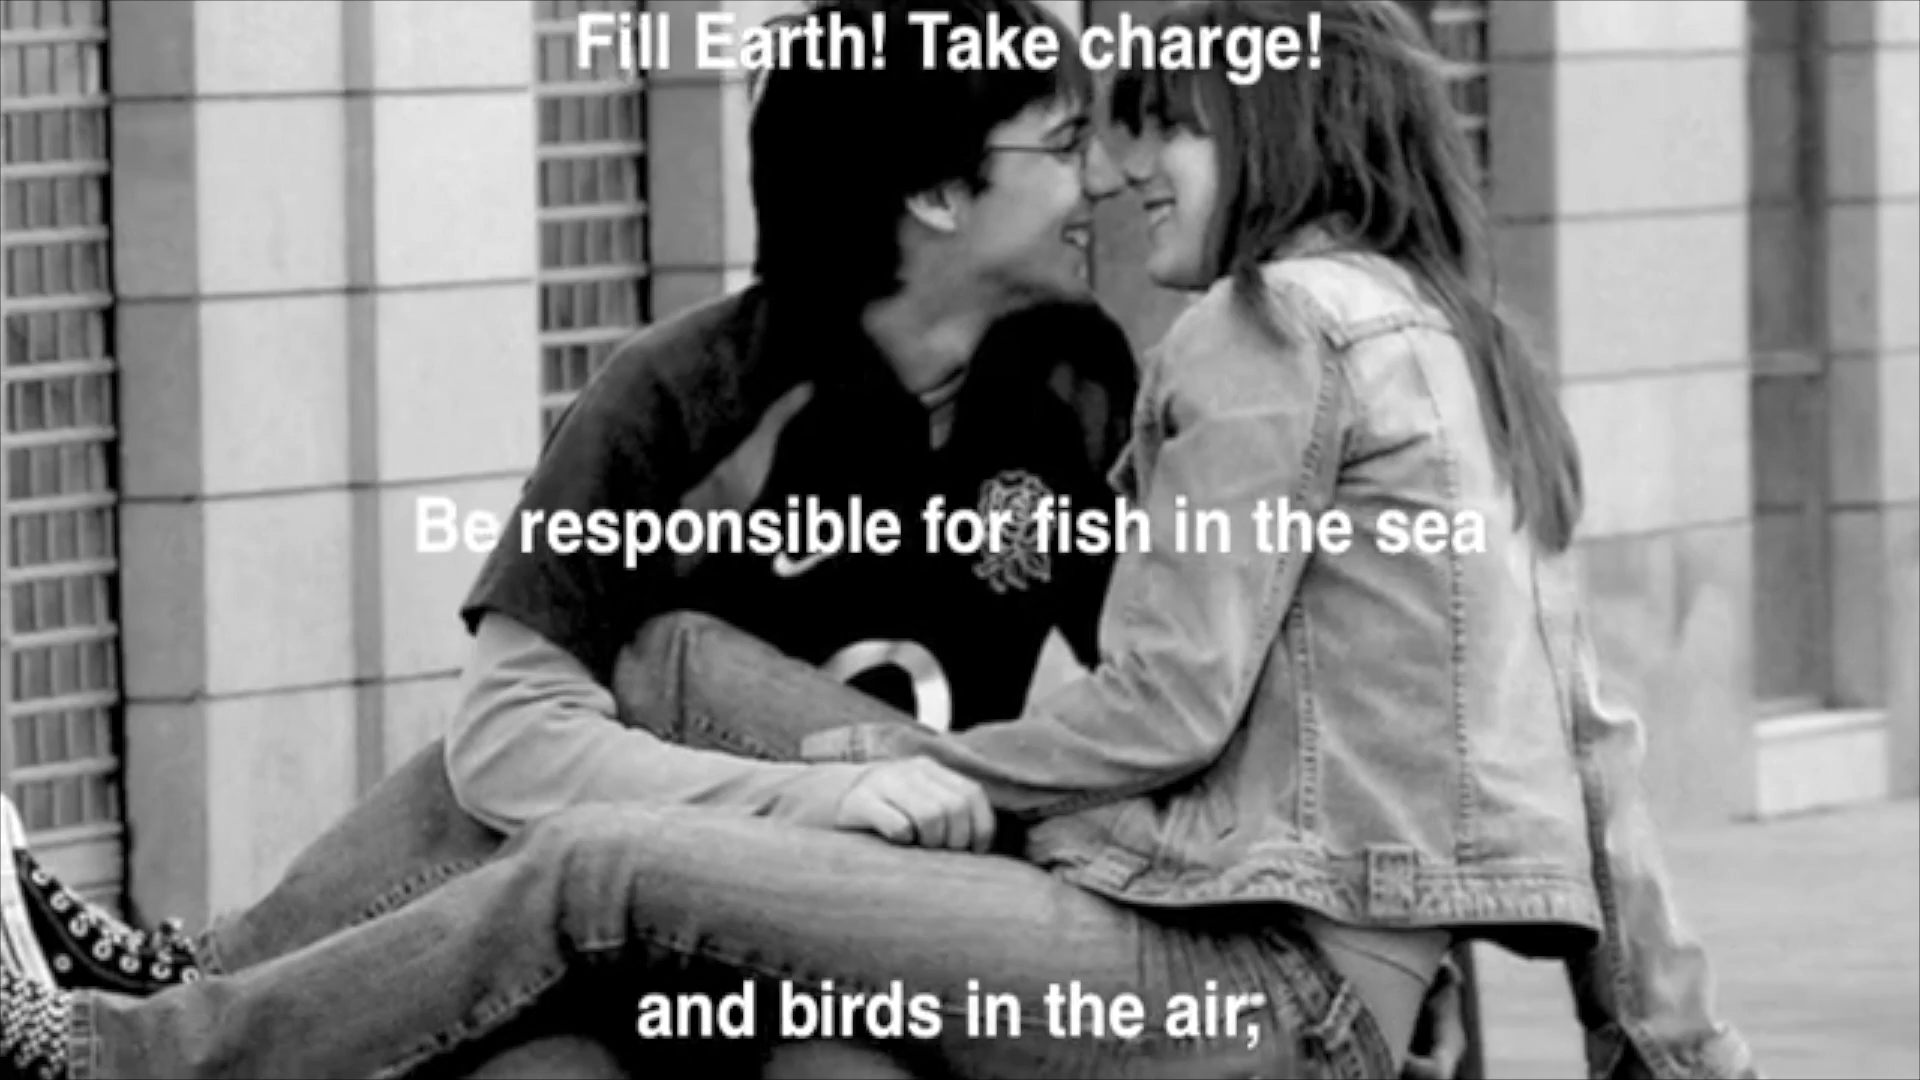 Fill Earth! Take charge!
Be responsible for fish in the sea
and birds in the air,